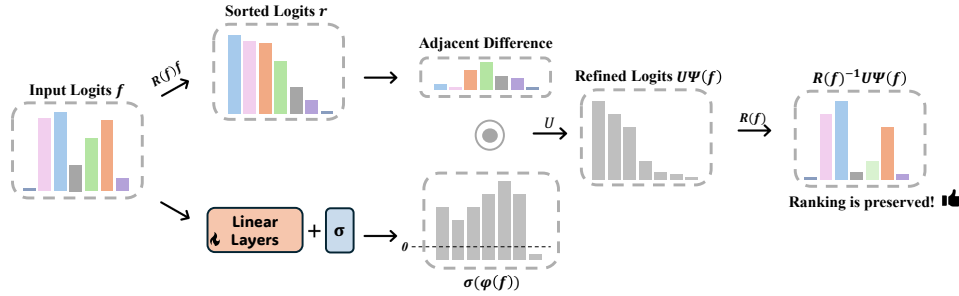 Sorted Logits r
Input Logits f
R(f)f
Adjacent Difference
Refined Logits UΨ(f)
R(f)⁻¹UΨ(f)
U
R(f)
Linear
Layers
+
σ
0
σ(φ(f))
Ranking is preserved!